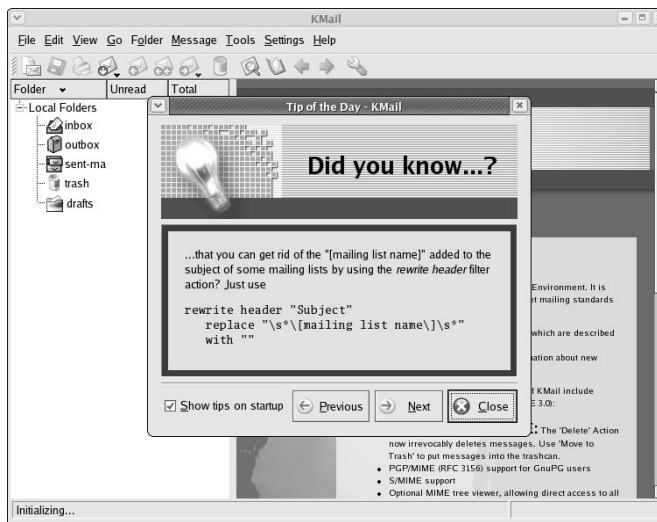 KMail
File Edit View Go Folder Message Tools Settings Help
Folder Unread Total
Local Folders
inbox
outbox
sent-ma
trash
drafts
Tip of the Day - KMail
Did you know...?
...that you can get rid of the "[mailing list name]" added to the
subject of some mailing lists by using the rewrite header filter
action? Just use
rewrite header "Subject"
replace "\s*\[mailing list name\]\s*"
with ""
Show tips on startup
Previous
Next
Close
Environment. It is
et mailing standards
which are described
ation about new
f KMail include
E 3.0):
: The 'Delete' Action
now irrevocably deletes messages. Use 'Move to
Trash' to put messages into the trashcan.
PGP/MIME (RFC 3156) support for GnuPG users
S/MIME support
Optional MIME tree viewer, allowing direct access to all
Initializing...